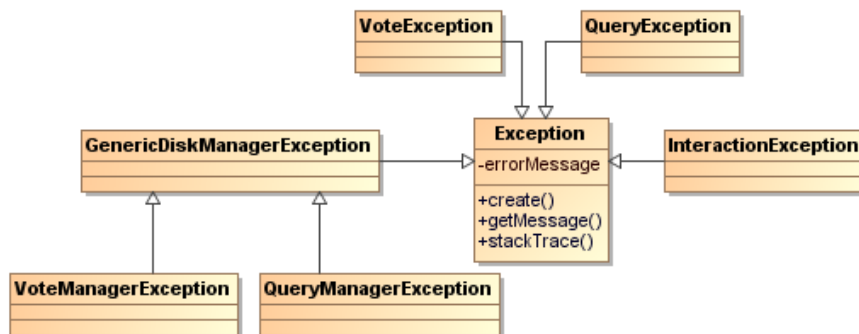 VoteException
QueryException
Exception
-errorMessage
+create()
+getMessage()
+stackTrace()
GenericDiskManagerException
InteractionException
VoteManagerException
QueryManagerException